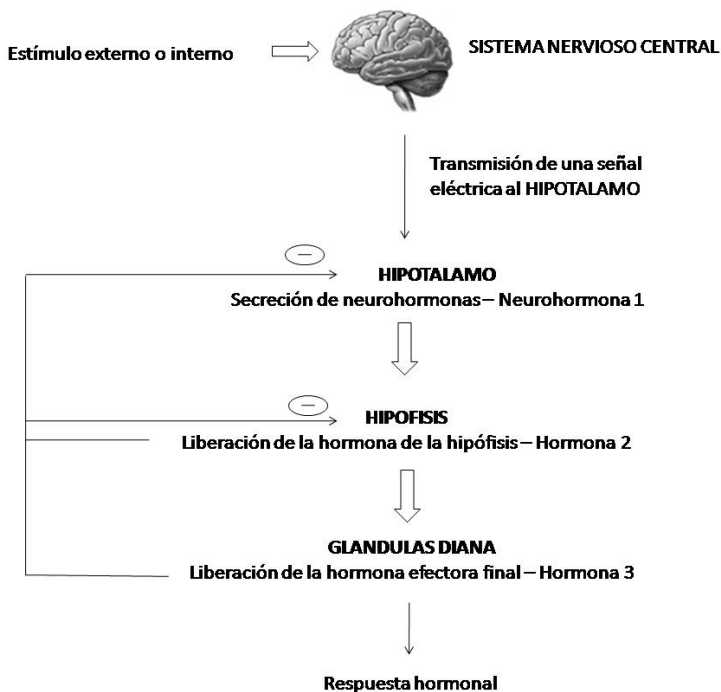 Estímulo externo o interno
SISTEMA NERVIOSO CENTRAL
Transmisión de una señal
eléctrica al HIPOTALAMO
–
HIPOTALAMO
Secreción de neurohormonas – Neurohormona 1
–
HIPOFISIS
Liberación de la hormona de la hipófisis – Hormona 2
GLANDULAS DIANA
Liberación de la hormona efectora final – Hormona 3
Respuesta hormonal